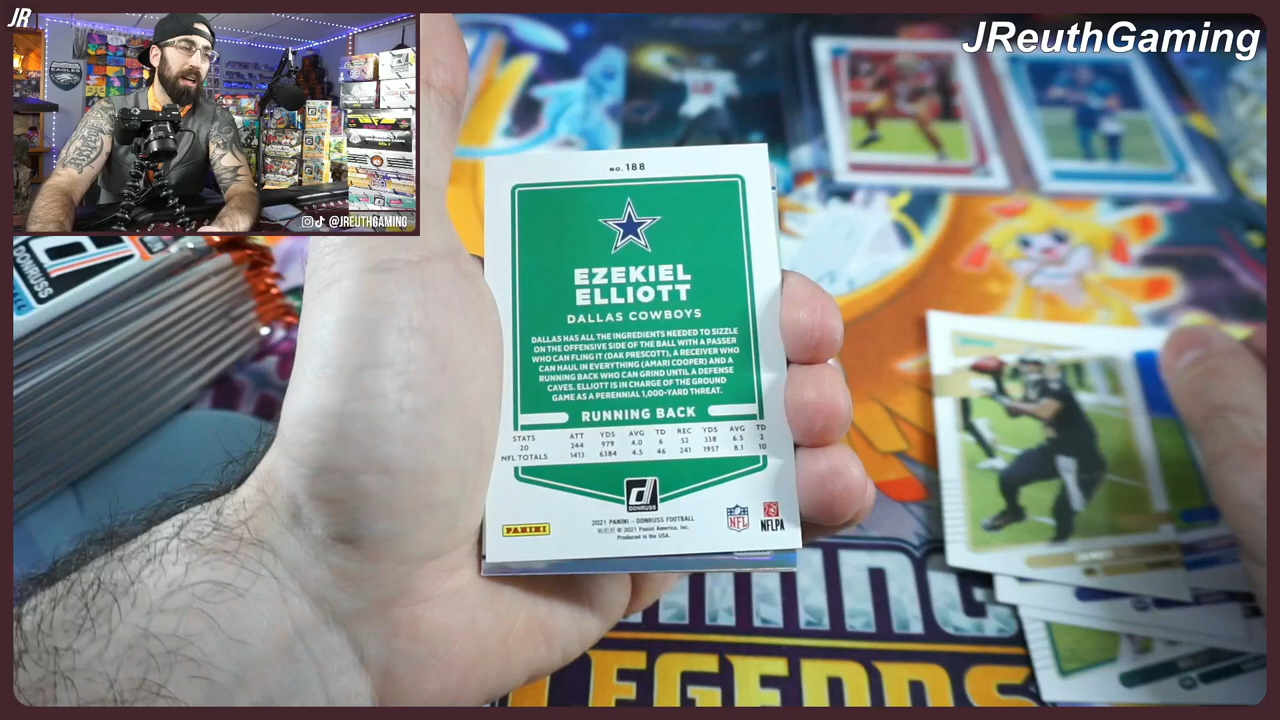 JR
JReuthGaming
EAGLES
@JREUTHGAMING
DONRUSS
NO. 188
EZEKIEL
ELLIOTT
DALLAS COWBOYS
DALLAS HAS ALL THE INGREDIENTS NEEDED TO SIZZLE
ON THE OFFENSIVE SIDE OF THE BALL WITH A PASSER
WHO CAN FLING IT (DAK PRESCOTT), A RECEIVER WHO
CAN HAUL IN EVERYTHING (AMARI COOPER) AND A
RUNNING BACK WHO CAN GRIND UNTIL A DEFENSE
CAVES. ELLIOTT IS IN CHARGE OF THE GROUND
GAME AS A PERENNIAL 1,000-YARD THREAT.
RUNNING BACK
STATS ATT YDS AVG TD REC YDS AVG TD
20 244 979 4.0 6 52 338 6.5 2
NFL TOTALS 1413 6384 4.5 46 241 1957 8.1 10
d
DONRUSS
PANINI
2021 PANINI - DONRUSS FOOTBALL
© 2021 Panini America, Inc.
Produced in the USA.
NFL
NFLPA
LEGENDS